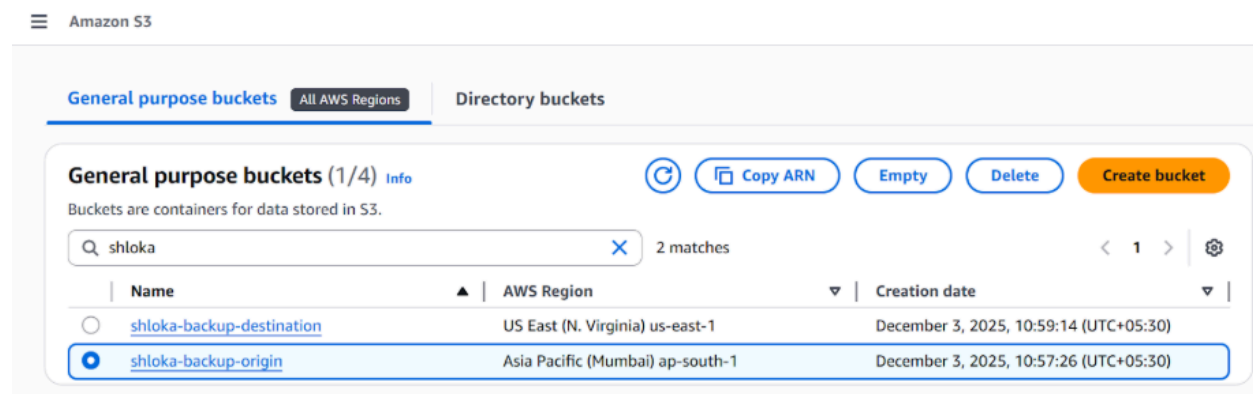 Amazon S3
General purpose buckets All AWS Regions Directory buckets
General purpose buckets (1/4) Info Copy ARN Empty Delete Create bucket
Buckets are containers for data stored in S3.
shloka 2 matches 1
Name AWS Region Creation date
shloka-backup-destination US East (N. Virginia) us-east-1 December 3, 2025, 10:59:14 (UTC+05:30)
shloka-backup-origin Asia Pacific (Mumbai) ap-south-1 December 3, 2025, 10:57:26 (UTC+05:30)